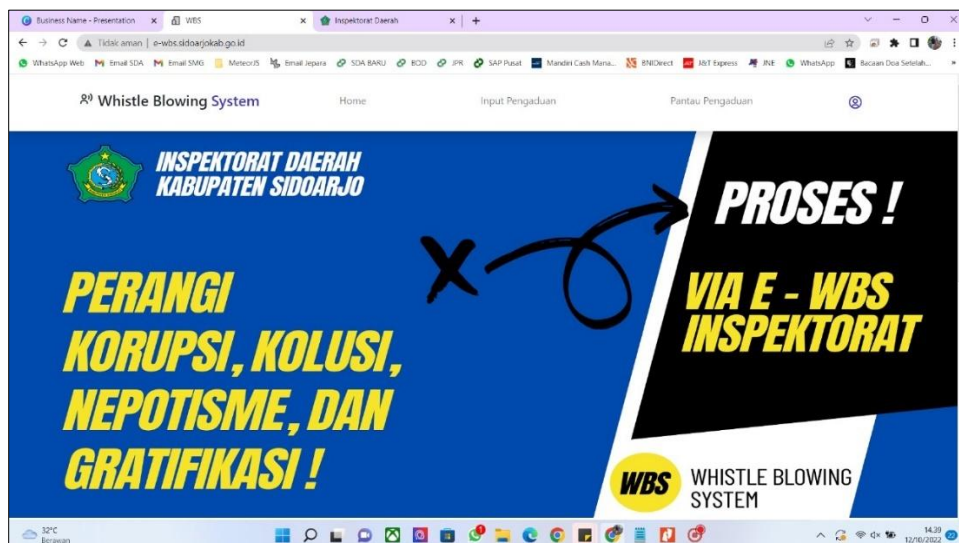 Business Name - Presentation
WBS
Inspektorat Daerah
Tidak aman | e-wbs.sidoarjokab.go.id
WhatsApp Web
Email SDA
Email SMG
MeteorJS
Email Jepara
SDA BARU
BOD
JPR
SAP Pusat
Mandiri Cash Mana...
BNIDirect
J&T Express
JNE
WhatsApp
Bacaan Doa Setelah...
Whistle Blowing System
Home
Input Pengaduan
Pantau Pengaduan
INSPEKTORAT DAERAH
KABUPATEN SIDOARJO
PERANGI
KORUPSI, KOLUSI,
NEPOTISME, DAN
GRATIFIKASI !
X
PROSES !
VIA E - WBS
INSPEKTORAT
WBS
WHISTLE BLOWING
SYSTEM
32°C
Berawan
14.39
12/10/2022
22